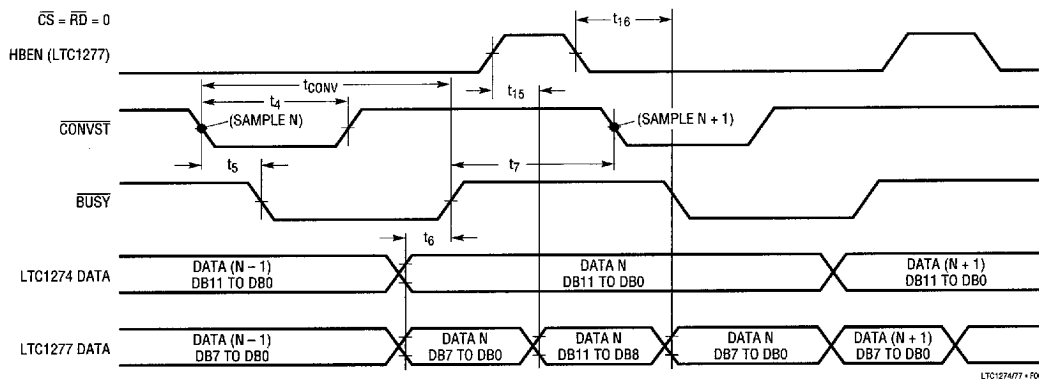 CS = RD = 0
HBEN (LTC1277)
t16
tCONV
t15
t4
CONVST
(SAMPLE N)
(SAMPLE N + 1)
t5
t7
BUSY
t6
LTC1274 DATA
DATA (N – 1)
DB11 TO DB0
DATA N
DB11 TO DB0
DATA (N + 1)
DB11 TO DB0
LTC1277 DATA
DATA (N – 1)
DB7 TO DB0
DATA N
DB7 TO DB0
DATA N
DB11 TO DB8
DATA N
DB7 TO DB0
DATA (N + 1)
DB7 TO DB0